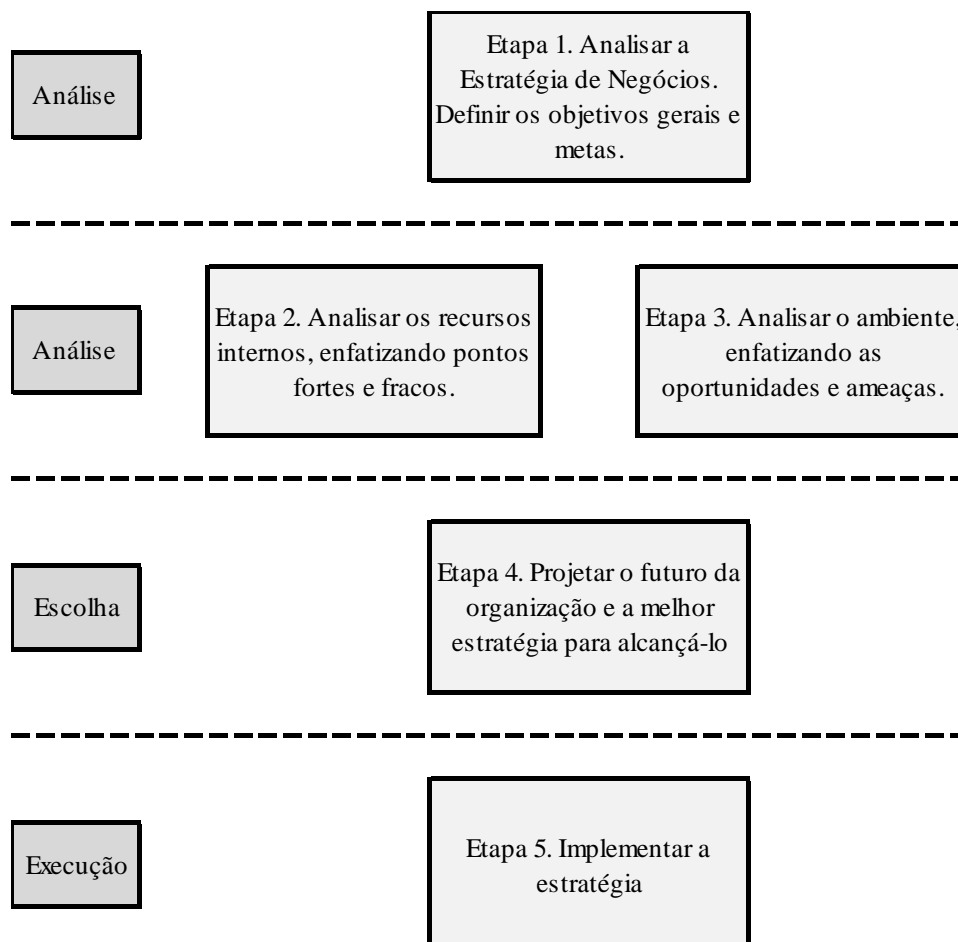 Análise
Etapa 1. Analisar a
Estratégia de Negócios.
Definir os objetivos gerais e
metas.
Análise
Etapa 2. Analisar os recursos
internos, enfatizando pontos
fortes e fracos.
Etapa 3. Analisar o ambiente,
enfatizando as
oportunidades e ameaças.
Escolha
Etapa 4. Projetar o futuro da
organização e a melhor
estratégia para alcançá-lo
Execução
Etapa 5. Implementar a
estratégia